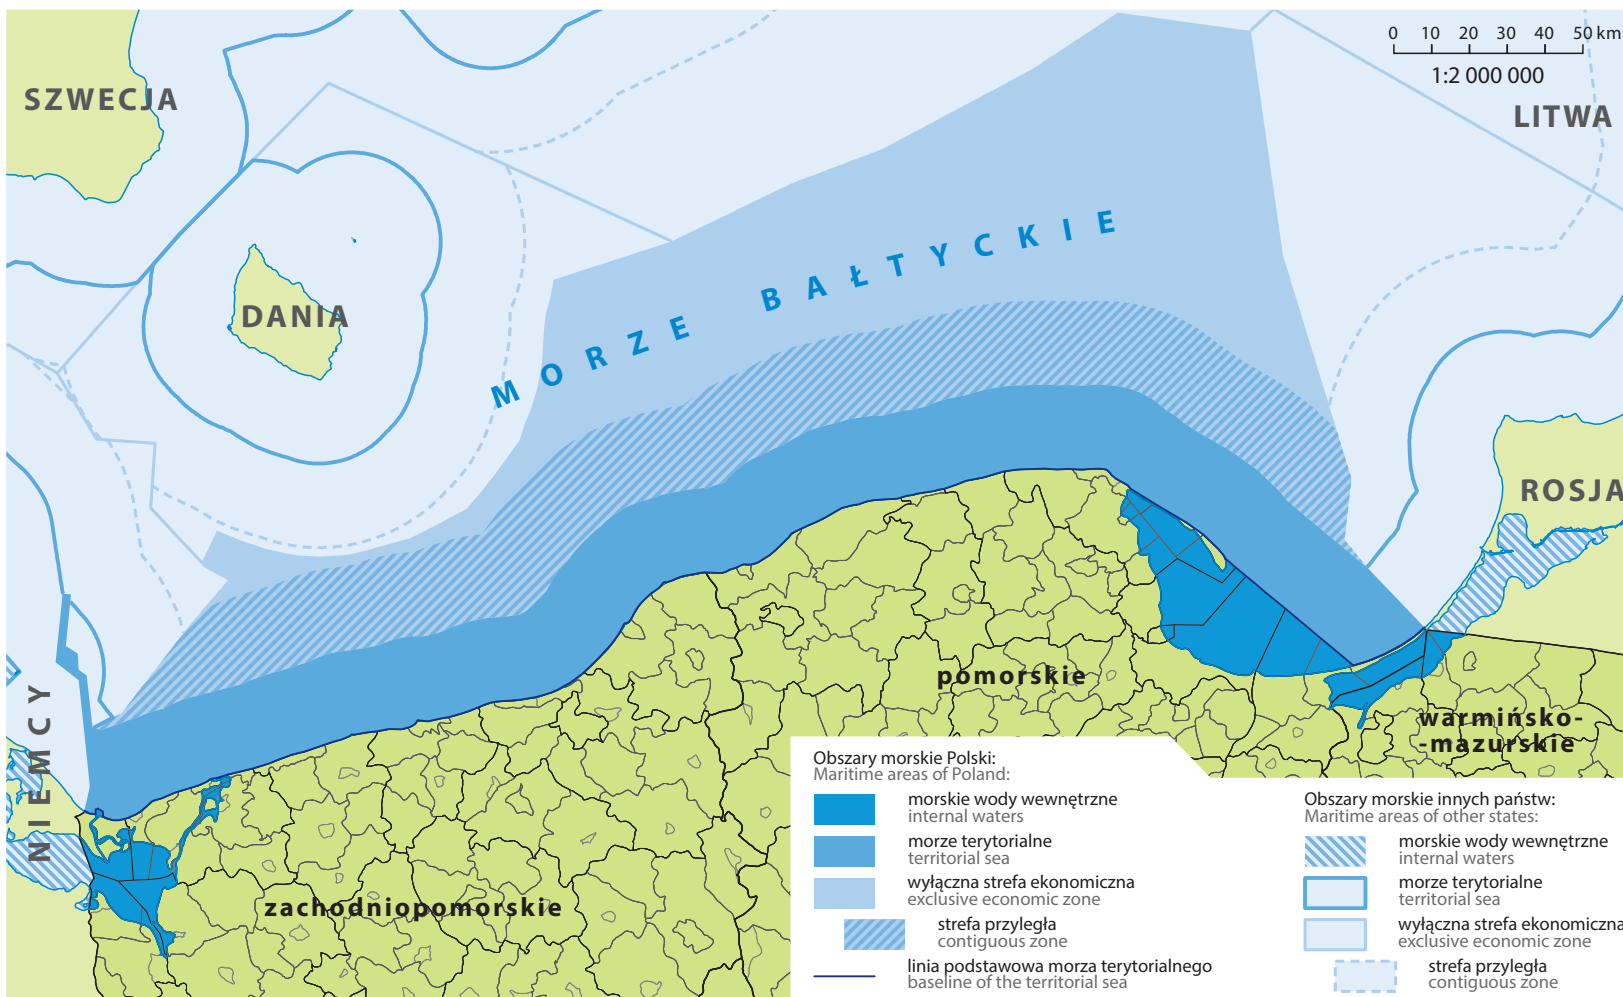 0 10 20 30 40 50 km
1:2 000 000
SZWECJA
LITWA
DANIA
MORZE BAŁTYCKIE
ROSJA
NIEMCY
pomorskie
warmińsko-
-mazurskie
zachodniopomorskie
Obszary morskie Polski:
Maritime areas of Poland:
morskie wody wewnętrzne
internal waters
morze terytorialne
territorial sea
wyłączna strefa ekonomiczna
exclusive economic zone
strefa przyległa
contiguous zone
linia podstawowa morza terytorialnego
baseline of the territorial sea
Obszary morskie innych państw:
Maritime areas of other states:
morskie wody wewnętrzne
internal waters
morze terytorialne
territorial sea
wyłączna strefa ekonomiczna
exclusive economic zone
strefa przyległa
contiguous zone